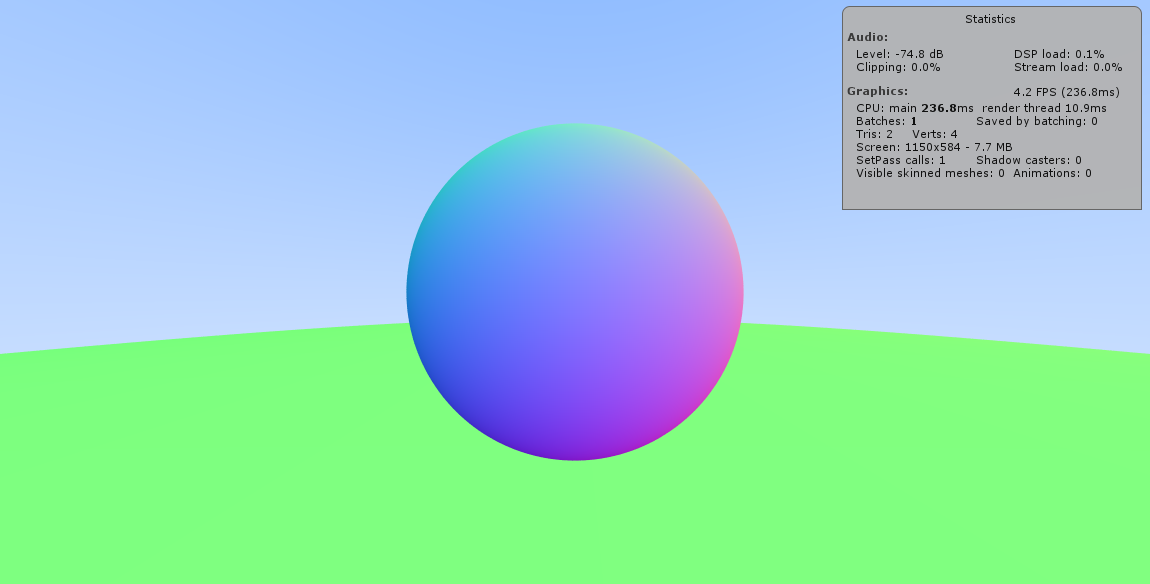 Statistics
Audio:
Level: -74.8 dB DSP load: 0.1%
Clipping: 0.0% Stream load: 0.0%
Graphics: 4.2 FPS (236.8ms)
CPU: main 236.8ms render thread 10.9ms
Batches: 1 Saved by batching: 0
Tris: 2 Verts: 4
Screen: 1150x584 - 7.7 MB
SetPass calls: 1 Shadow casters: 0
Visible skinned meshes: 0 Animations: 0